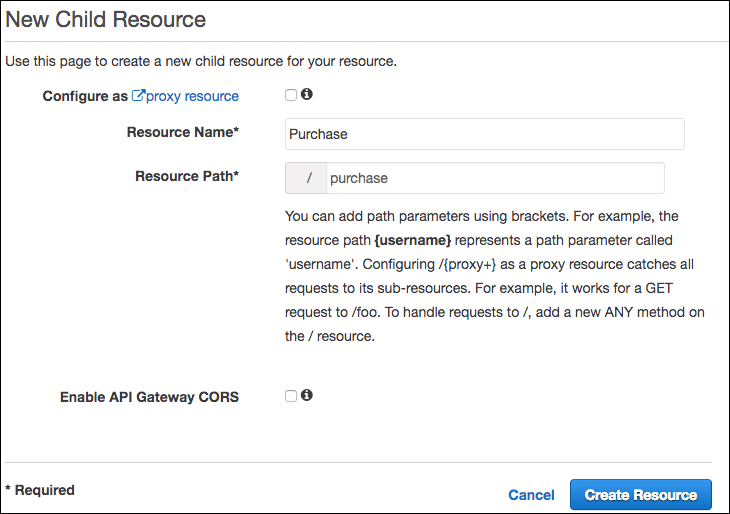 New Child Resource
Use this page to create a new child resource for your resource.
Configure as proxy resource
Resource Name*
Purchase
Resource Path*
/ purchase
You can add path parameters using brackets. For example, the
resource path {username} represents a path parameter called
'username'. Configuring /{proxy+} as a proxy resource catches all
requests to its sub-resources. For example, it works for a GET
request to /foo. To handle requests to /, add a new ANY method on
the / resource.
Enable API Gateway CORS
* Required
Cancel
Create Resource